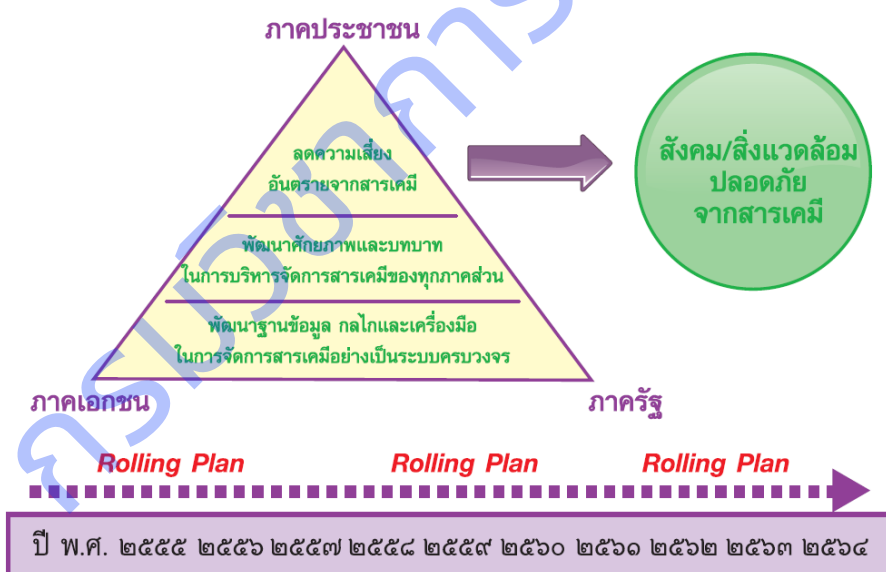 ภาคประชาชน
ลดความเสี่ยง
อันตรายจากสารเคมี
สังคม/สิ่งแวดล้อม
ปลอดภัย
จากสารเคมี
พัฒนาศักยภาพและบทบาท
ในการบริหารจัดการสารเคมีของทุกภาคส่วน
พัฒนาฐานข้อมูล กลไกและเครื่องมือ
ในการจัดการสารเคมีอย่างเป็นระบบครบวงจร
ภาคเอกชน ภาครัฐ
Rolling Plan Rolling Plan Rolling Plan
ปี พ.ศ. ๒๕๕๕ ๒๕๕๖ ๒๕๕๗ ๒๕๕๘ ๒๕๕๙ ๒๕๖๐ ๒๕๖๑ ๒๕๖๒ ๒๕๖๓ ๒๕๖๔
กรมวิชาการ